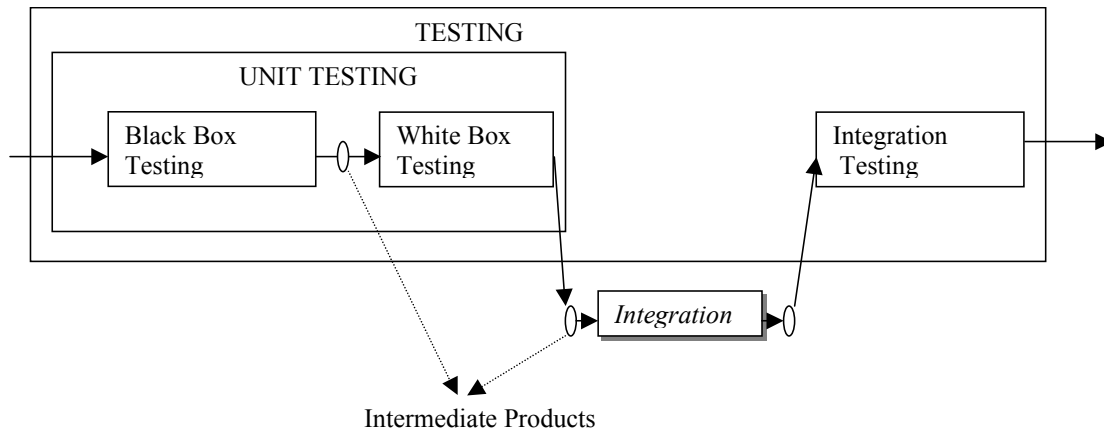 TESTING
UNIT TESTING
Black Box
Testing
White Box
Testing
Integration
Testing
Integration
Intermediate Products